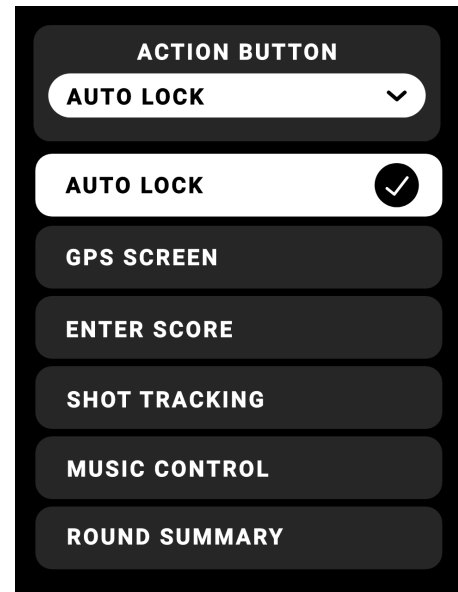 ACTION BUTTON
AUTO LOCK
AUTO LOCK
GPS SCREEN
ENTER SCORE
SHOT TRACKING
MUSIC CONTROL
ROUND SUMMARY